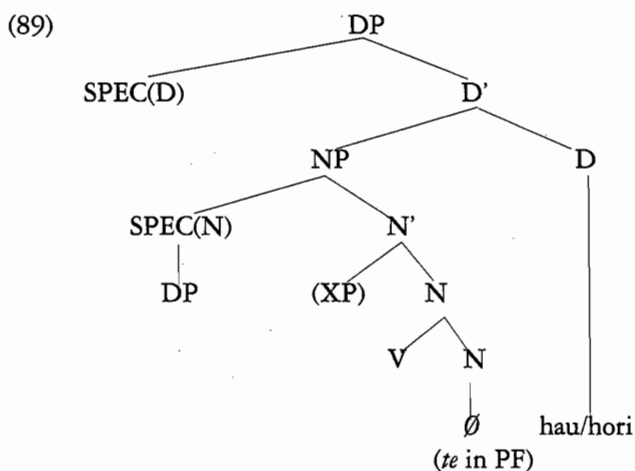 (89) DP
SPEC(D) D'
NP D
SPEC(N) N'
DP (XP) N
V N
Ø hau/hori
(te in PF)